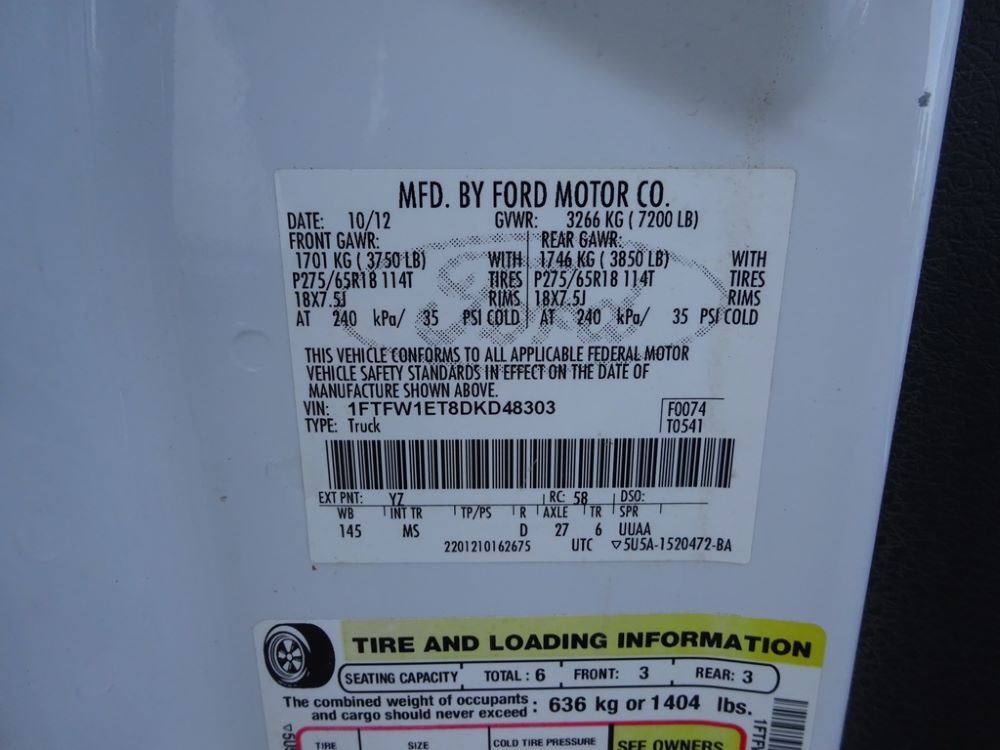 MFD. BY FORD MOTOR CO.
DATE: 10/12 GVWR: 3266 KG ( 7200 LB)
FRONT GAWR: REAR GAWR:
1701 KG ( 3750 LB) WITH 1746 KG ( 3850 LB) WITH
P275/65R18 114T TIRES P275/65R18 114T TIRES
18X7.5J RIMS 18X7.5J RIMS
AT 240 kPa/ 35 PSI COLD AT 240 kPa/ 35 PSI COLD
Ford
THIS VEHICLE CONFORMS TO ALL APPLICABLE FEDERAL MOTOR
VEHICLE SAFETY STANDARDS IN EFFECT ON THE DATE OF
MANUFACTURE SHOWN ABOVE.
VIN: 1FTFW1ET8DKD48303 F0074
TYPE: Truck T0541
EXT PNT: YZ RC: 58 DSO:
WB INT TR TP/PS R AXLE TR SPR
145 MS D 27 6 UUAA
2201210162675 UTC ▽5U5A-1520472-BA
TIRE AND LOADING INFORMATION
SEATING CAPACITY TOTAL : 6 FRONT: 3 REAR: 3
The combined weight of occupants
and cargo should never exceed : 636 kg or 1404 lbs.
TIRE SIZE COLD TIRE PRESSURE SEE OWNERS